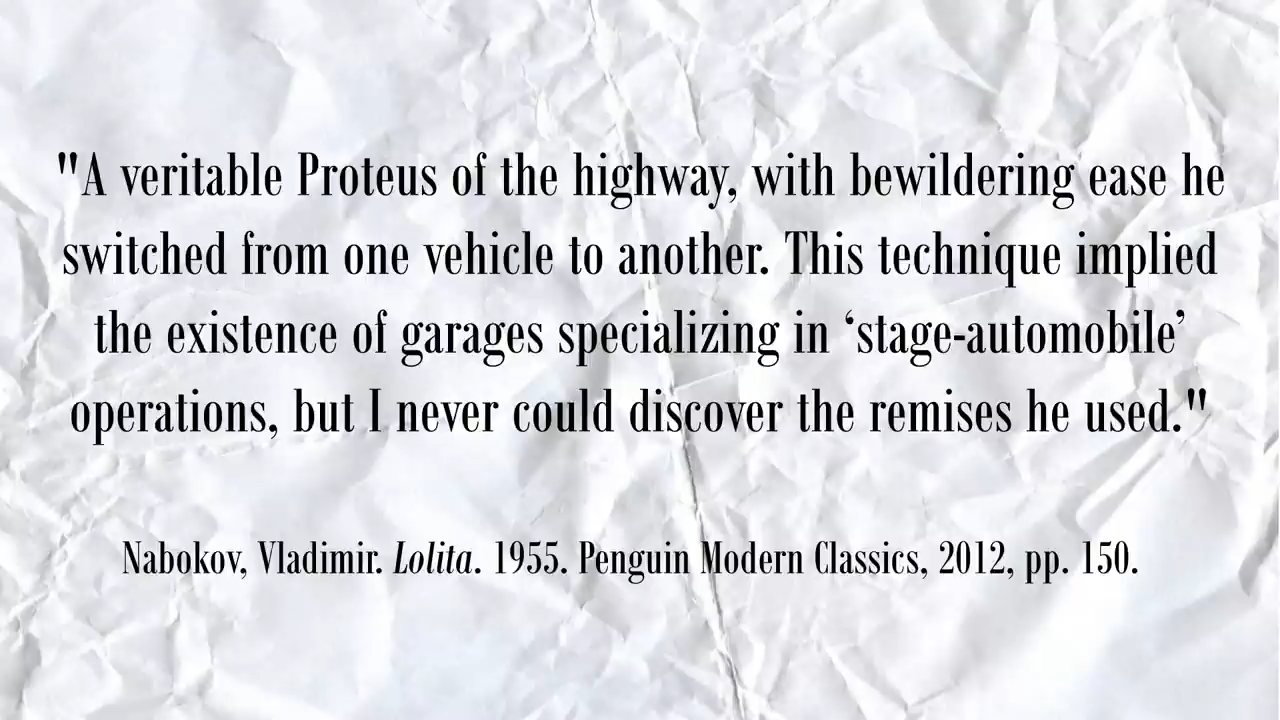 "A veritable Proteus of the highway, with bewildering ease he
switched from one vehicle to another. This technique implied
the existence of garages specializing in ‘stage-automobile’
operations, but I never could discover the remises he used."
Nabokov, Vladimir. Lolita. 1955. Penguin Modern Classics, 2012, pp. 150.